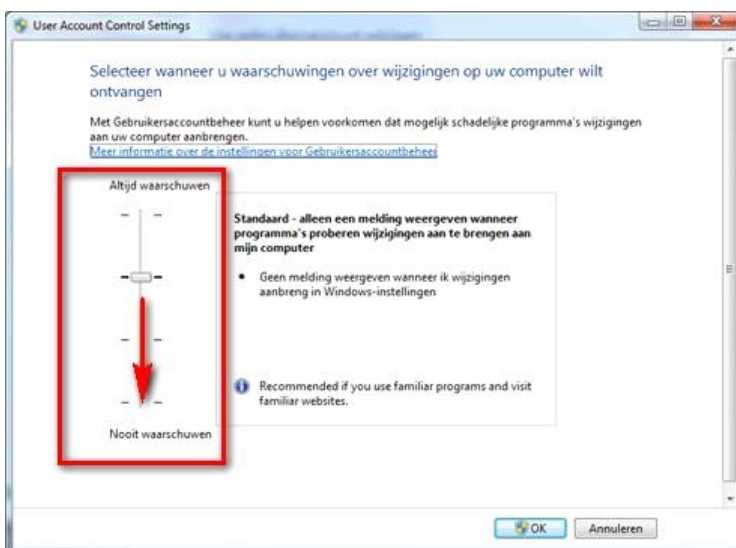 User Account Control Settings
Selecteer wanneer u waarschuwingen over wijzigingen op uw computer wilt
ontvangen
Met Gebruikersaccountbeheer kunt u helpen voorkomen dat mogelijk schadelijke programma's wijzigingen
aan uw computer aanbrengen.
Meer informatie over de instellingen voor Gebruikersaccountbeheer
Altijd waarschuwen
Standaard - alleen een melding weergeven wanneer
programma's proberen wijzigingen aan te brengen aan
mijn computer
• Geen melding weergeven wanneer ik wijzigingen
aanbreng in Windows-instellingen
Recommended if you use familiar programs and visit
familiar websites.
Nooit waarschuwen
OK
Annuleren